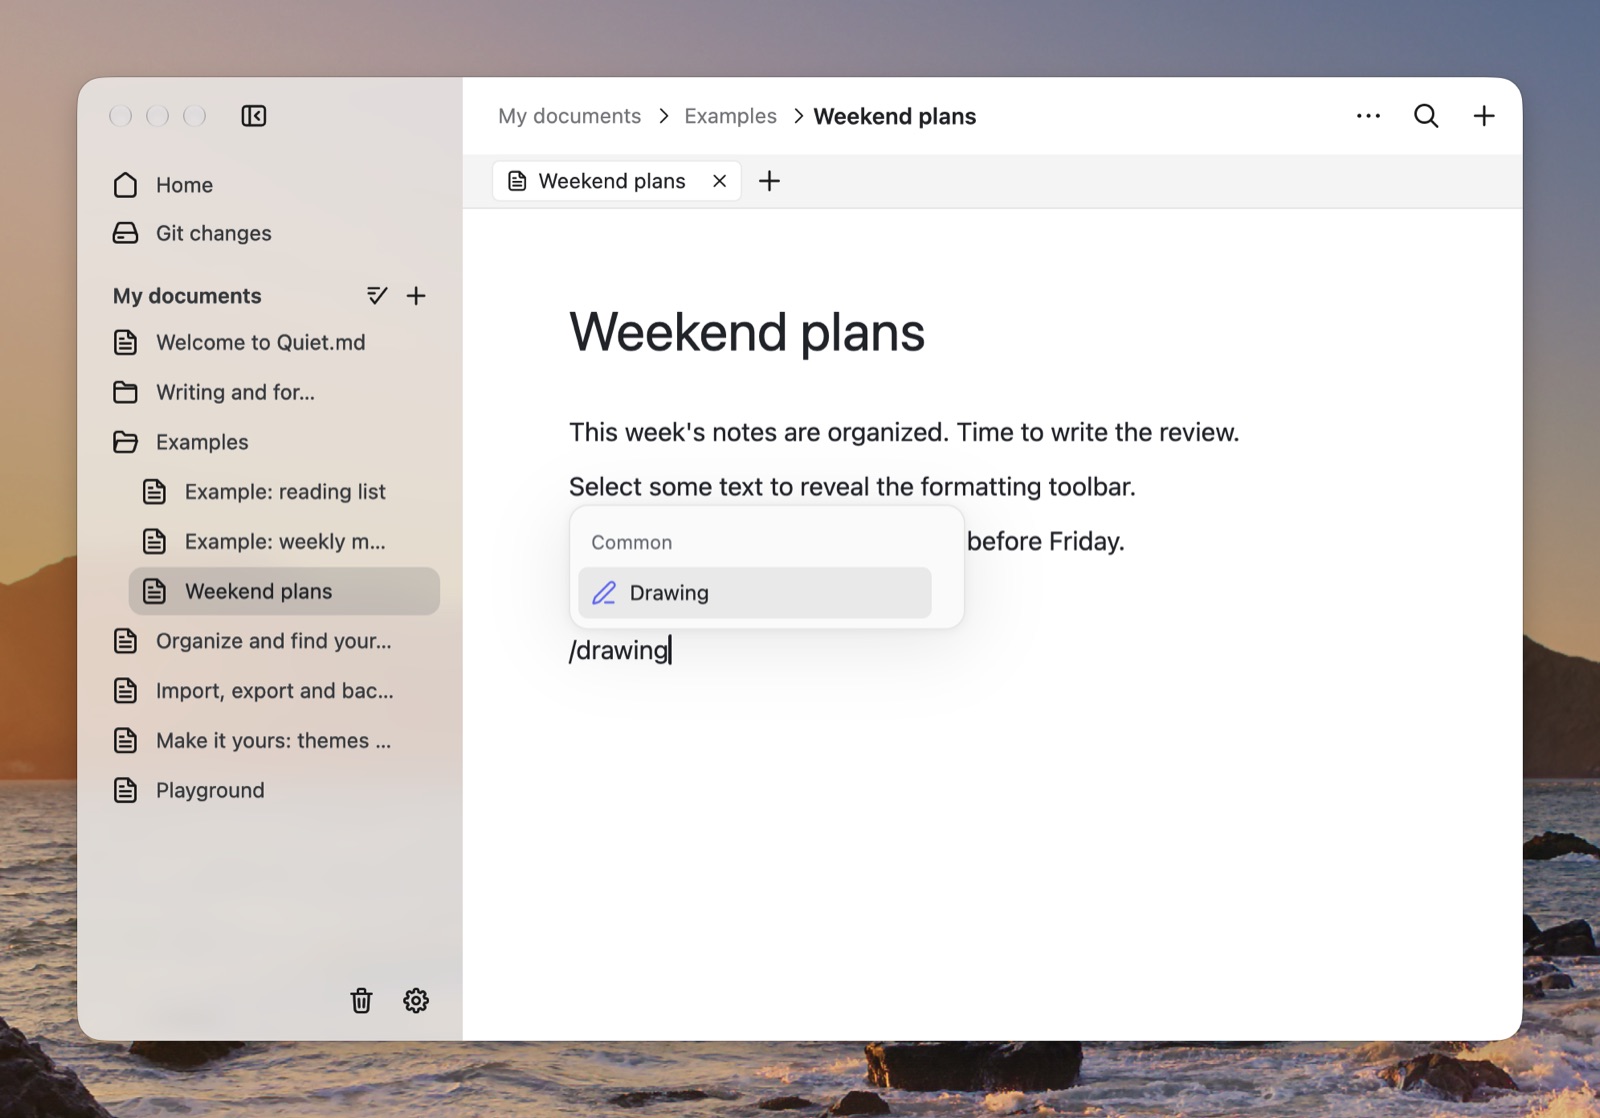 My documents > Examples > Weekend plans
Weekend plans
Home
Git changes
My documents
Welcome to Quiet.md
Writing and for...
Examples
Example: reading list
Example: weekly m...
Weekend plans
Organize and find your...
Import, export and bac...
Make it yours: themes ...
Playground
Weekend plans
This week's notes are organized. Time to write the review.
Select some text to reveal the formatting toolbar.
before Friday.
Common
Drawing
/drawing